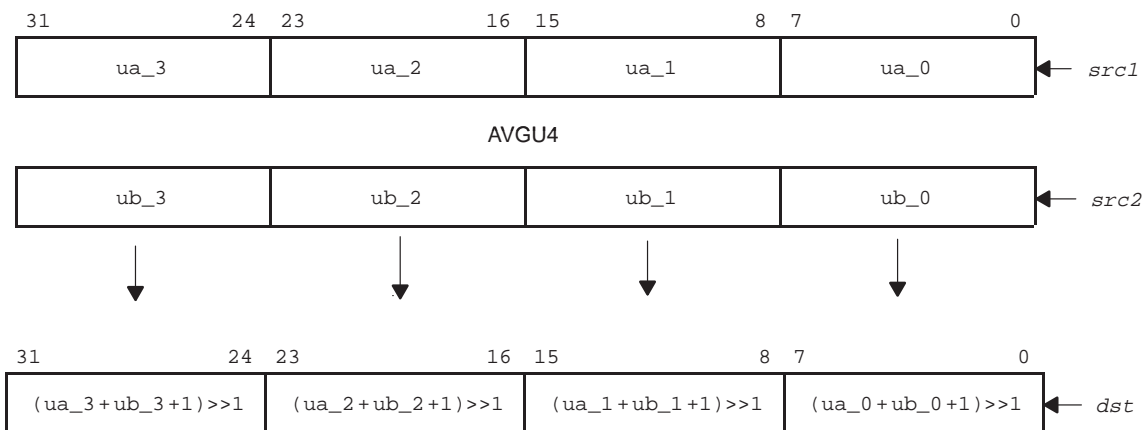 31 24 23 16 15 8 7 0
ua_3 ua_2 ua_1 ua_0 src1
AVGU4
ub_3 ub_2 ub_1 ub_0 src2
31 24 23 16 15 8 7 0
(ua_3+ub_3+1)>>1 (ua_2+ub_2+1)>>1 (ua_1+ub_1+1)>>1 (ua_0+ub_0+1)>>1 dst